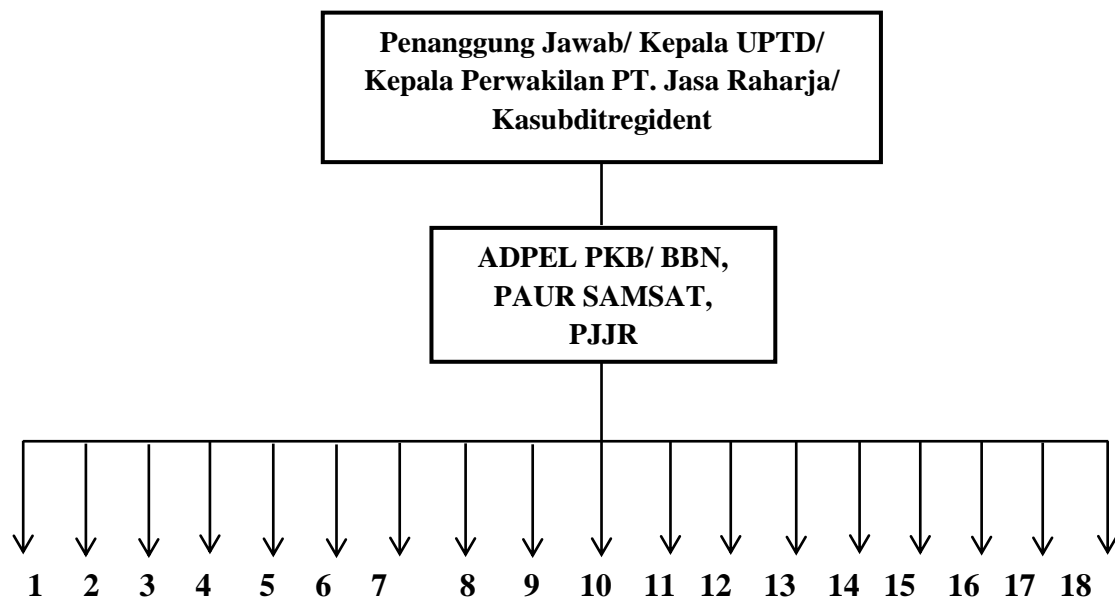 Penanggung Jawab/ Kepala UPTD/
Kepala Perwakilan PT. Jasa Raharja/
Kasubditregident
ADPEL PKB/ BBN,
PAUR SAMSAT,
PJJR
1 2 3 4 5 6 7 8 9 10 11 12 13 14 15 16 17 18